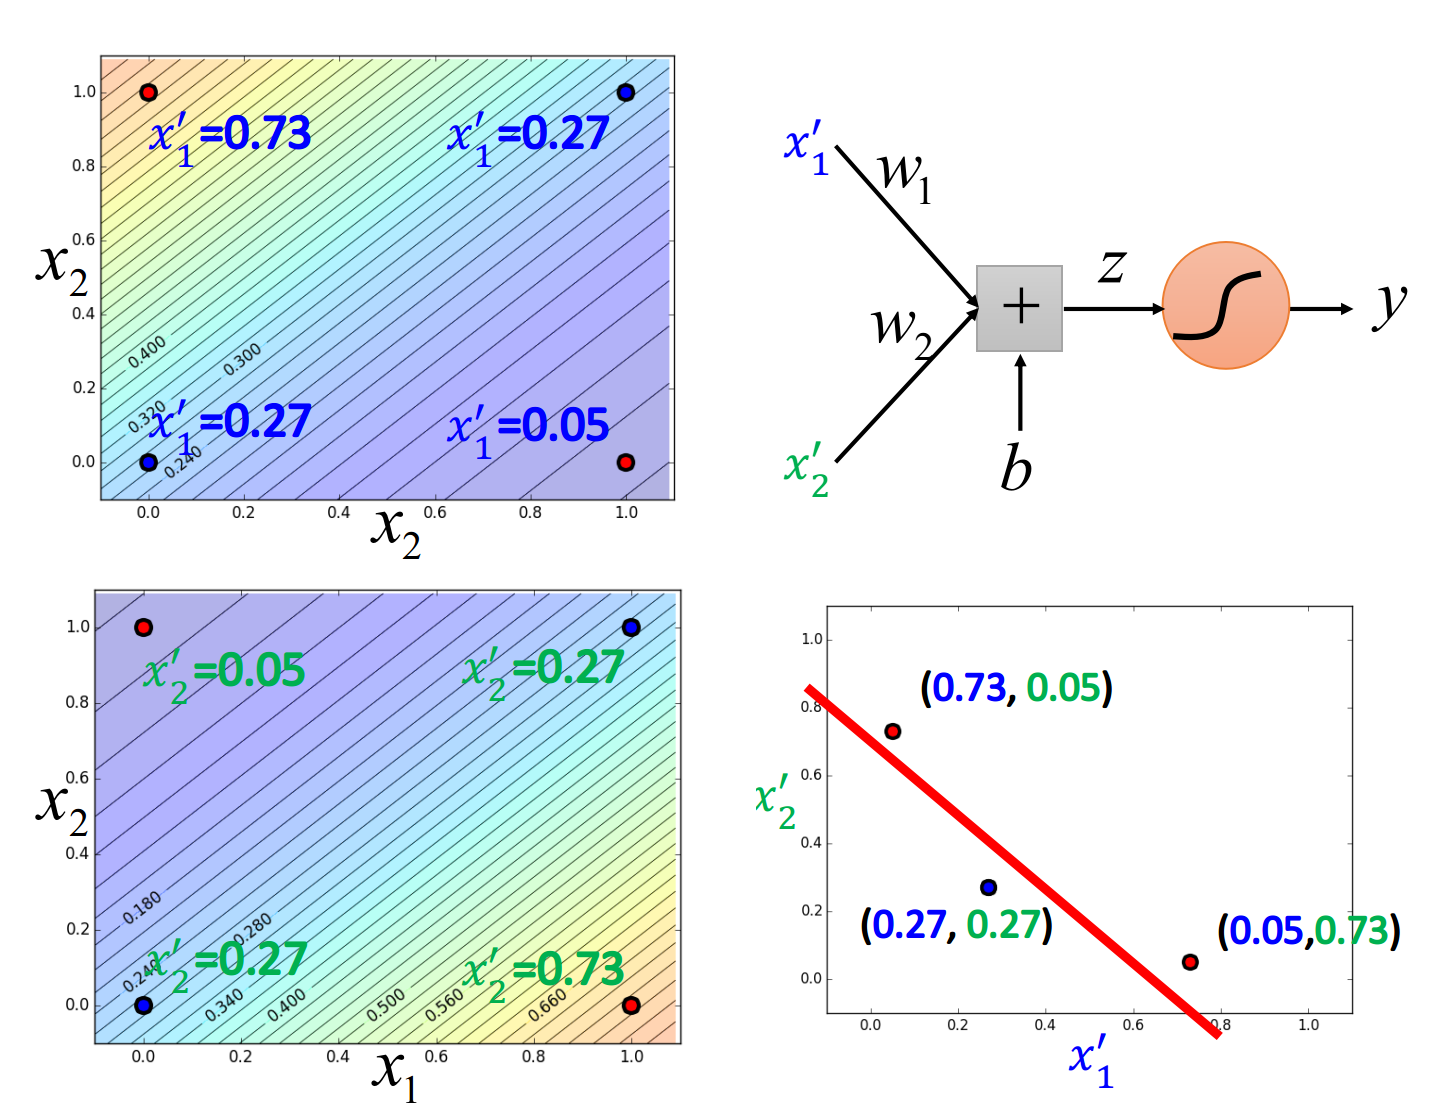 1.0
0.8
0.6
0.4
0.2
0.0
x₂
x′₁=0.73
x′₁=0.27
0.400
0.300
0.320
x′₁=0.27
0.240
x′₁=0.05
0.0 0.2 0.4 0.6 0.8 1.0
x₂
x′₁
w₁
w₂
x′₂
+
b
z
y
1.0
0.8
0.6
0.4
0.2
0.0
x₂
x′₂=0.05
x′₂=0.27
0.180
0.280
0.240
x′₂=0.27
0.340
0.400
0.500
0.560
0.660
x′₂=0.73
0.0 0.2 0.4 0.6 0.8 1.0
x₁
1.0
0.8
0.6
0.4
0.2
0.0
x′₂
(0.73, 0.05)
(0.27, 0.27)
(0.05,0.73)
0.0 0.2 0.4 0.6 0.8 1.0
x′₁